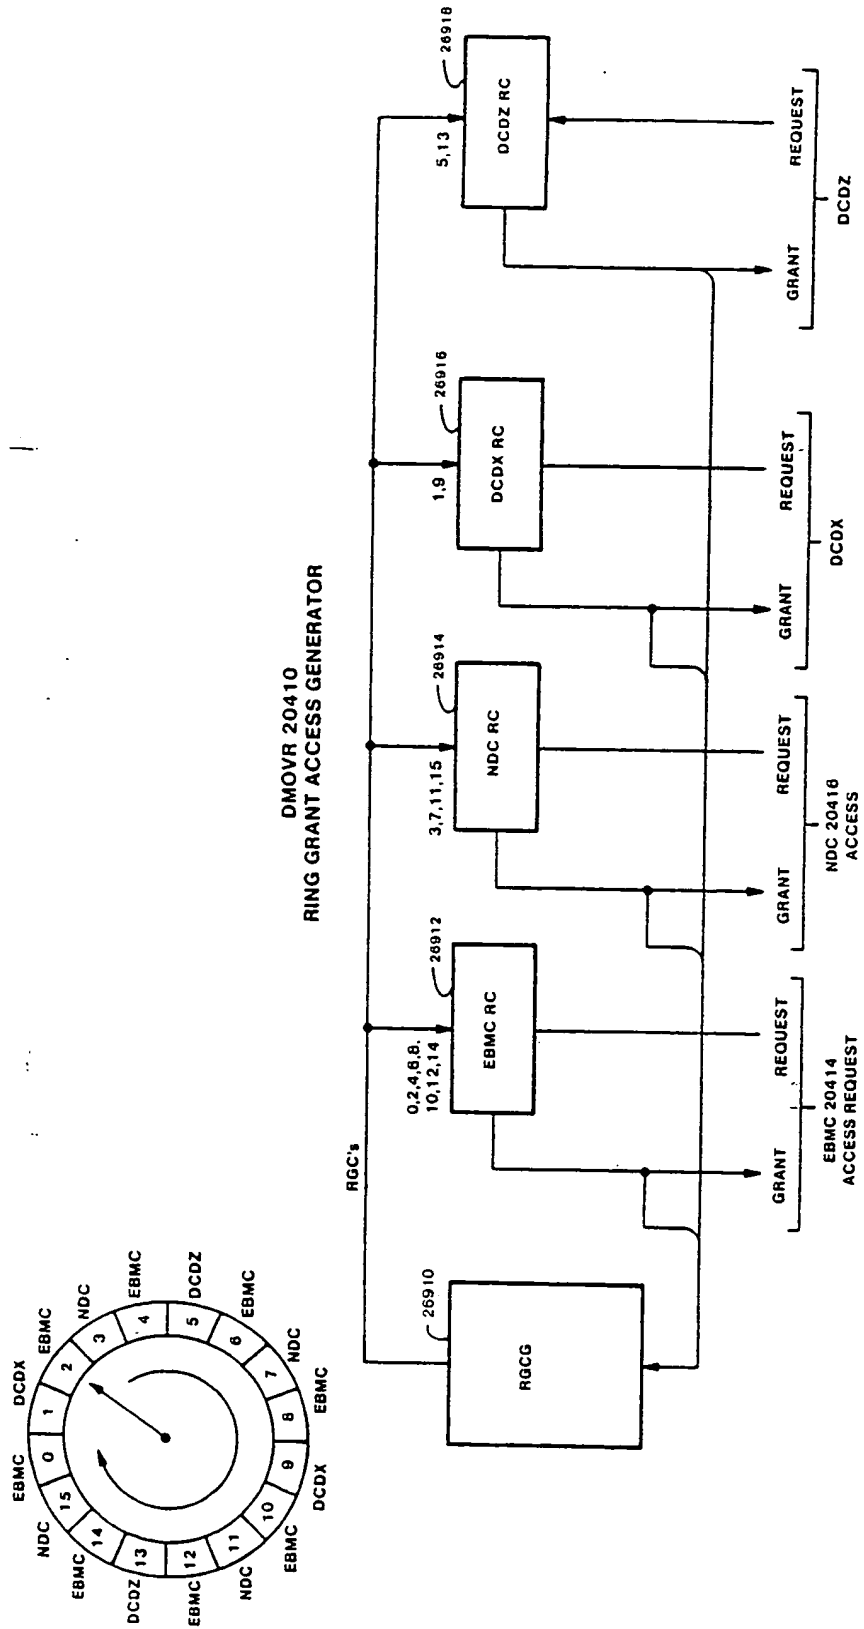 DMOVR 20410
RING GRANT ACCESS GENERATOR
EBMC
DCDX
EBMC
NDC
EBMC
DCDZ
EBMC
NDC
EBMC
DCDX
EBMC
NDC
EBMC
DCDZ
EBMC
NDC
0
1
2
3
4
5
6
7
8
9
10
11
12
13
14
15
RGC's
26910
RGCG
0,2,4,6,8,
10,12,14
26912
EBMC RC
3,7,11,15
26914
NDC RC
1,9
26916
DCDX RC
5,13
26918
DCDZ RC
GRANT
REQUEST
EBMC 20414
ACCESS REQUEST
GRANT
REQUEST
NDC 20416
ACCESS
GRANT
REQUEST
DCDX
GRANT
REQUEST
DCDZ